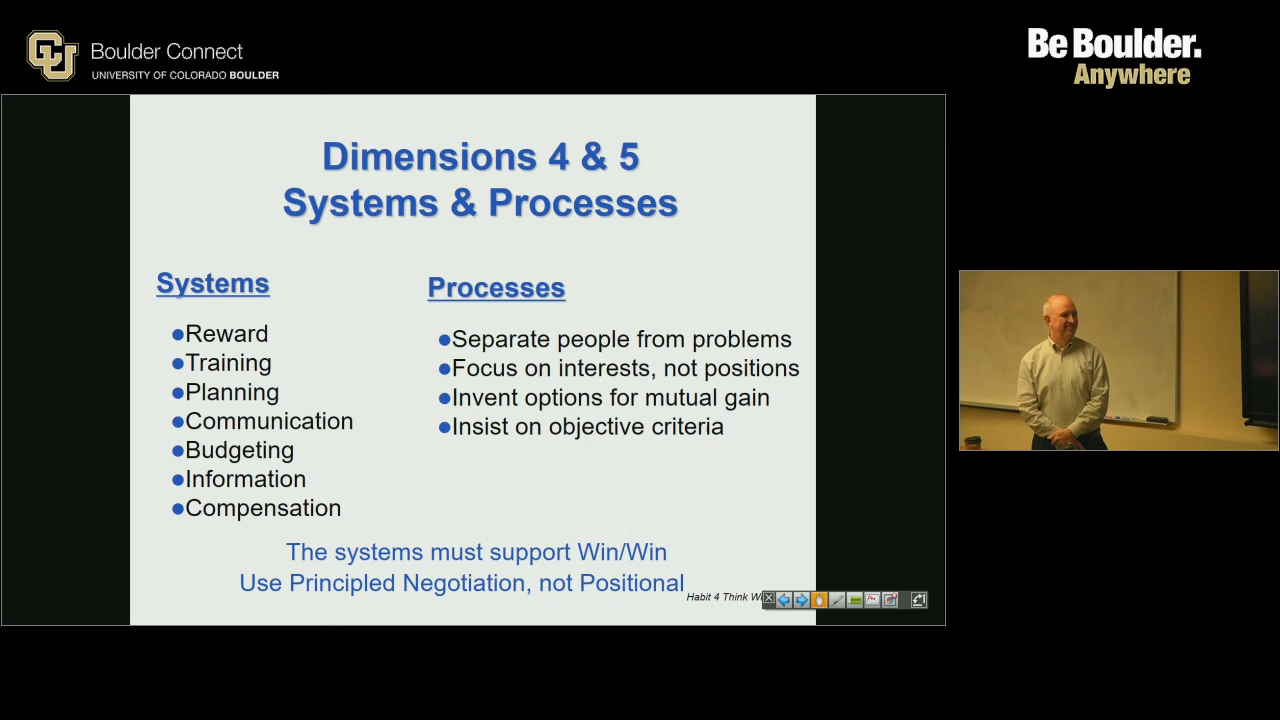 CU
Boulder Connect
UNIVERSITY OF COLORADO BOULDER
Be Boulder.
Anywhere
Dimensions 4 & 5
Systems & Processes
Systems
●Reward
●Training
●Planning
●Communication
●Budgeting
●Information
●Compensation
Processes
●Separate people from problems
●Focus on interests, not positions
●Invent options for mutual gain
●Insist on objective criteria
The systems must support Win/Win
Use Principled Negotiation, not Positional
Habit 4 Think